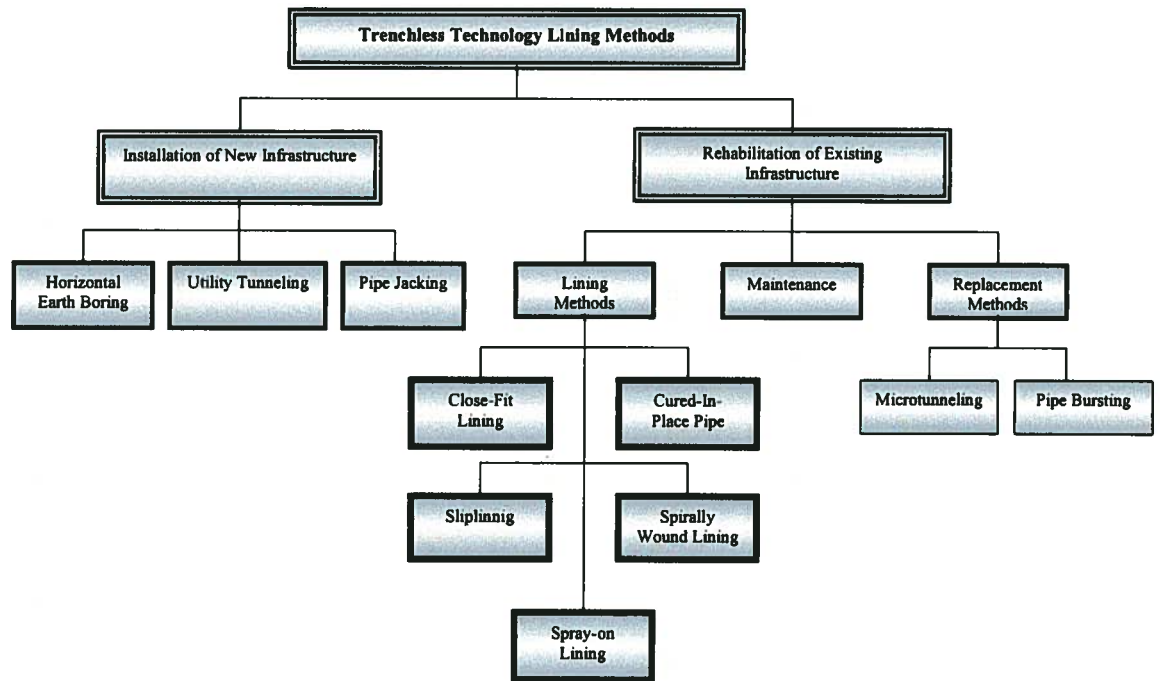 Trenchless Technology Lining Methods
Installation of New Infrastructure
Rehabilitation of Existing
Infrastructure
Horizontal
Earth Boring
Utility Tunneling
Pipe Jacking
Lining
Methods
Maintenance
Replacement
Methods
Close-Fit
Lining
Cured-In-
Place Pipe
Microtunneling
Pipe Bursting
Sliplinnig
Spirally
Wound Lining
Spray-on
Lining